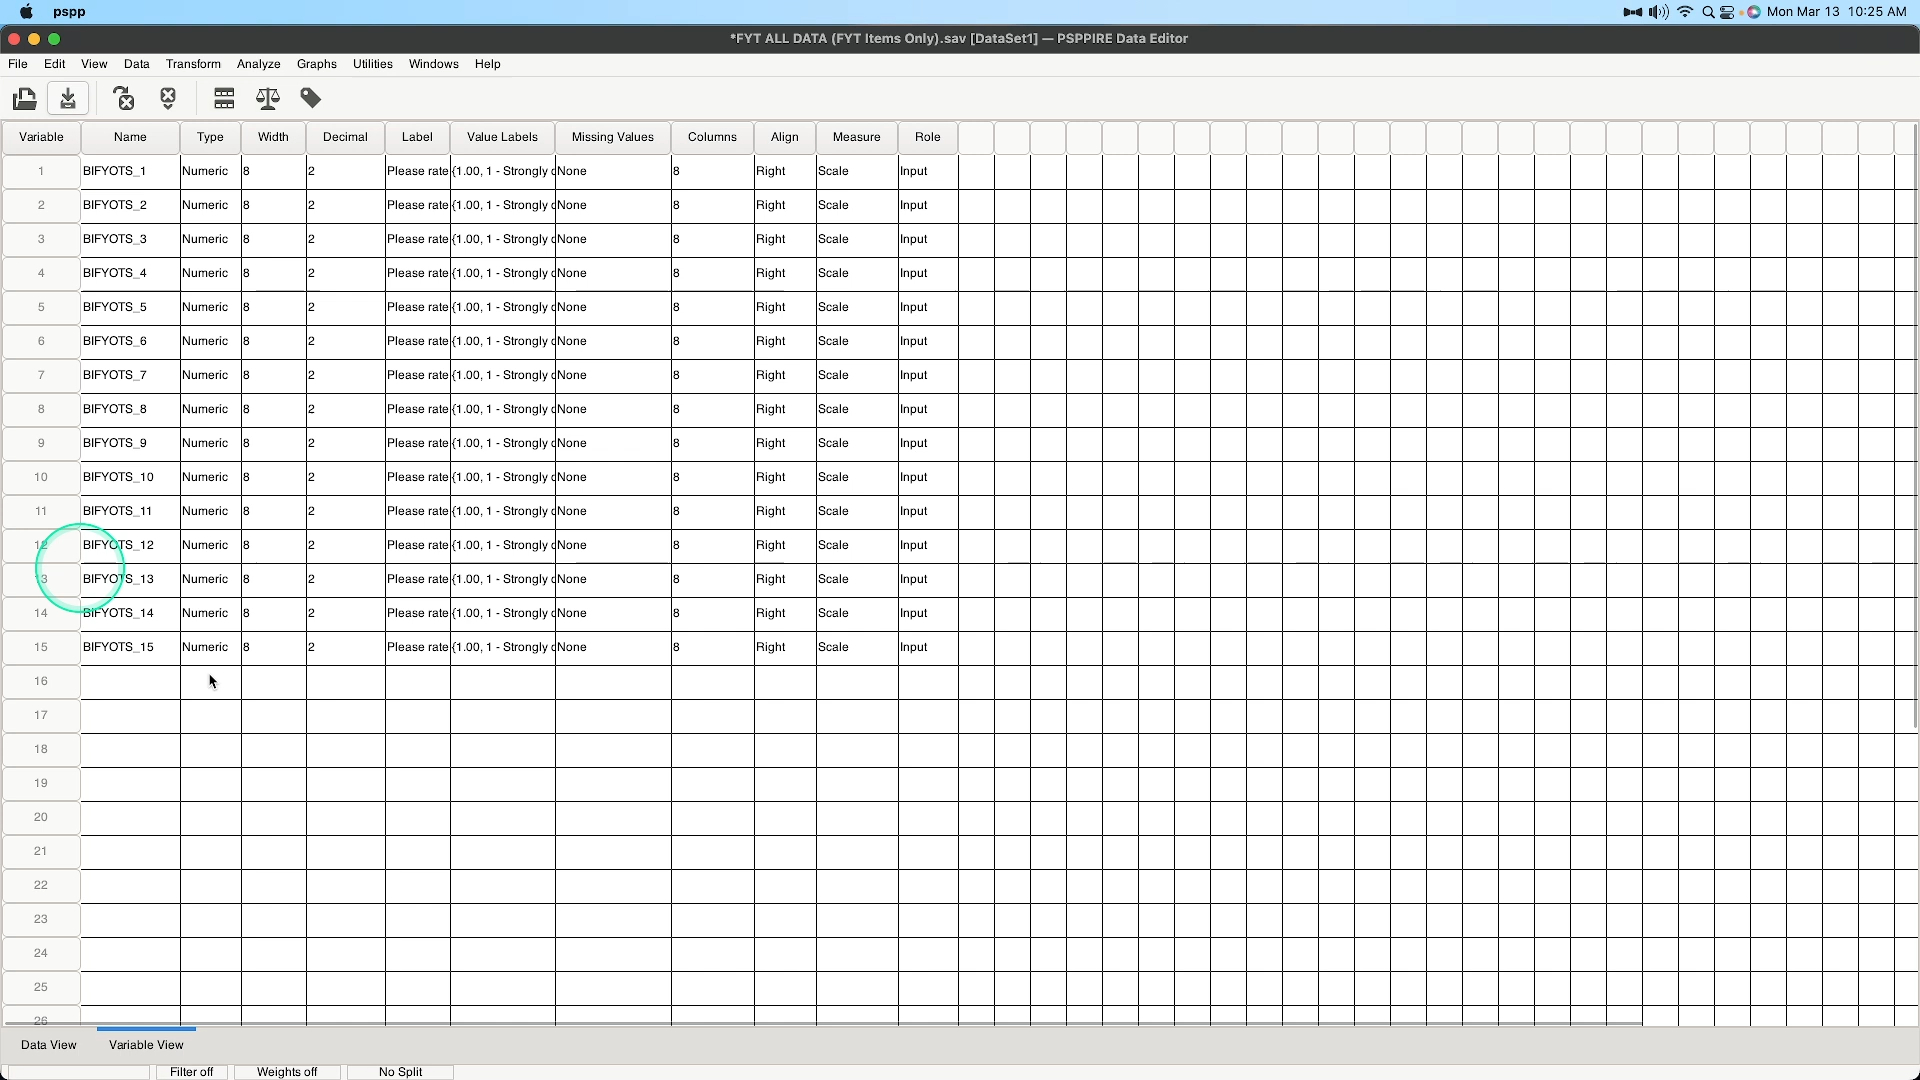 pspp
Mon Mar 13 10:25 AM
*FYT ALL DATA (FYT Items Only).sav [DataSet1] — PSPPIRE Data Editor
File Edit View Data Transform Analyze Graphs Utilities Windows Help
Variable Name Type Width Decimal Label Value Labels Missing Values Columns Align Measure Role
1 BIFYOTS_1 Numeric 8 2 Please rate {1.00, 1 - Strongly d None 8 Right Scale Input
2 BIFYOTS_2 Numeric 8 2 Please rate {1.00, 1 - Strongly d None 8 Right Scale Input
3 BIFYOTS_3 Numeric 8 2 Please rate {1.00, 1 - Strongly d None 8 Right Scale Input
4 BIFYOTS_4 Numeric 8 2 Please rate {1.00, 1 - Strongly d None 8 Right Scale Input
5 BIFYOTS_5 Numeric 8 2 Please rate {1.00, 1 - Strongly d None 8 Right Scale Input
6 BIFYOTS_6 Numeric 8 2 Please rate {1.00, 1 - Strongly d None 8 Right Scale Input
7 BIFYOTS_7 Numeric 8 2 Please rate {1.00, 1 - Strongly d None 8 Right Scale Input
8 BIFYOTS_8 Numeric 8 2 Please rate {1.00, 1 - Strongly d None 8 Right Scale Input
9 BIFYOTS_9 Numeric 8 2 Please rate {1.00, 1 - Strongly d None 8 Right Scale Input
10 BIFYOTS_10 Numeric 8 2 Please rate {1.00, 1 - Strongly d None 8 Right Scale Input
11 BIFYOTS_11 Numeric 8 2 Please rate {1.00, 1 - Strongly d None 8 Right Scale Input
12 BIFYOTS_12 Numeric 8 2 Please rate {1.00, 1 - Strongly d None 8 Right Scale Input
13 BIFYOTS_13 Numeric 8 2 Please rate {1.00, 1 - Strongly d None 8 Right Scale Input
14 BIFYOTS_14 Numeric 8 2 Please rate {1.00, 1 - Strongly d None 8 Right Scale Input
15 BIFYOTS_15 Numeric 8 2 Please rate {1.00, 1 - Strongly d None 8 Right Scale Input
16
17
18
19
20
21
22
23
24
25
26
Data View Variable View
Filter off Weights off No Split